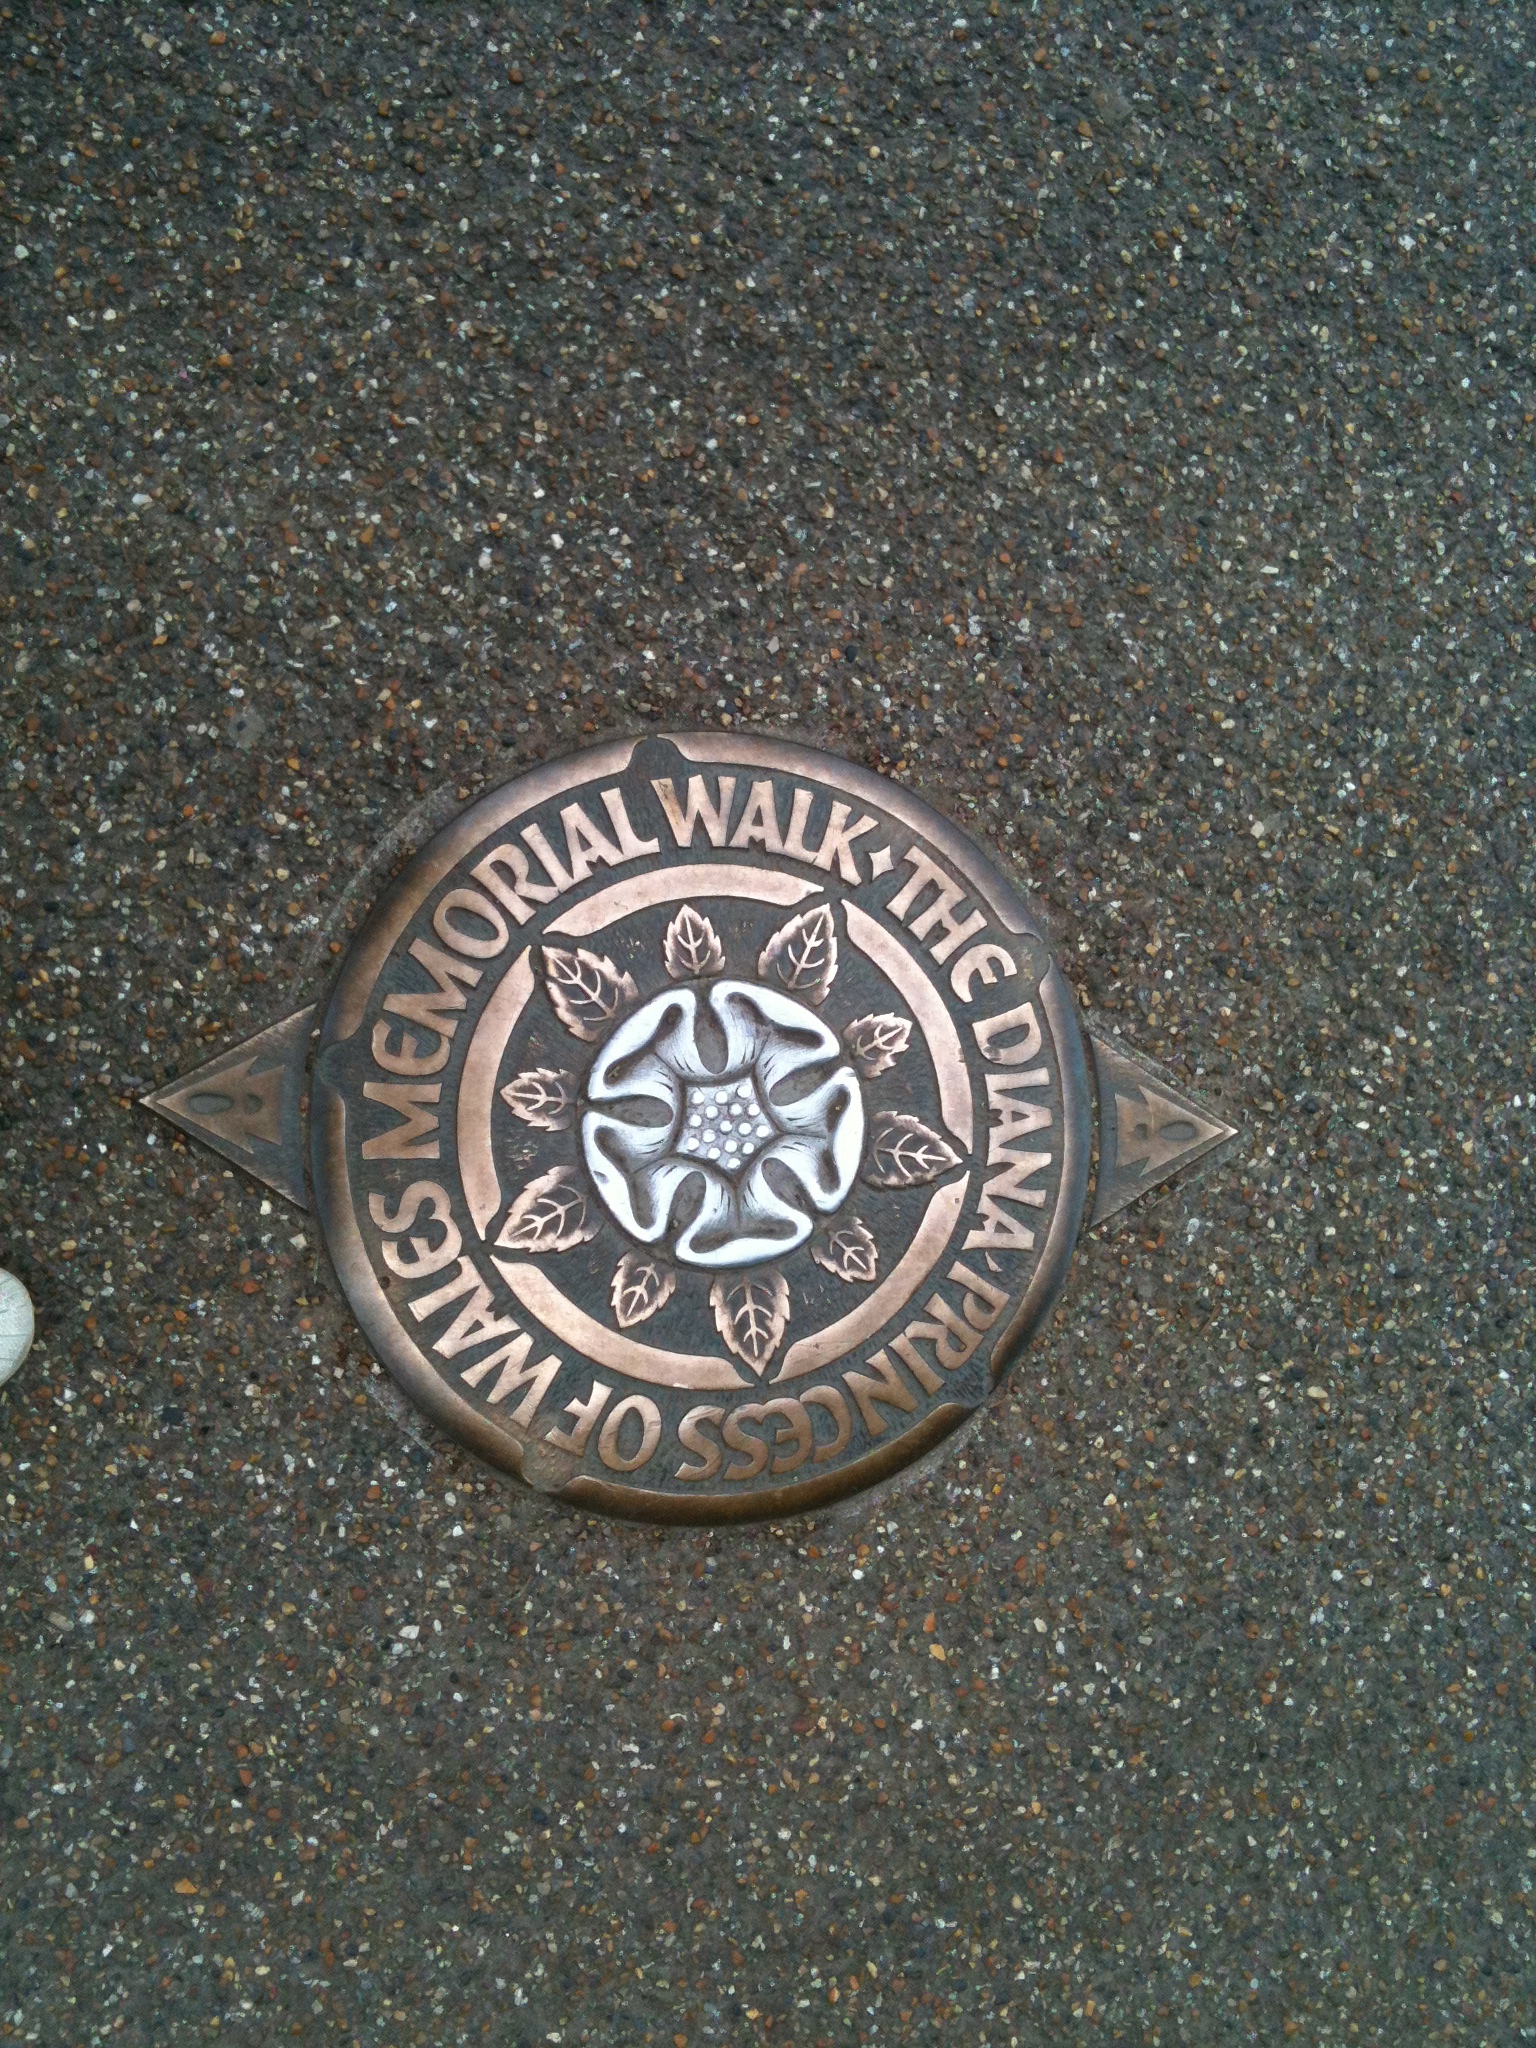 THE DIANA · PRINCESS OF WALES MEMORIAL WALK ·